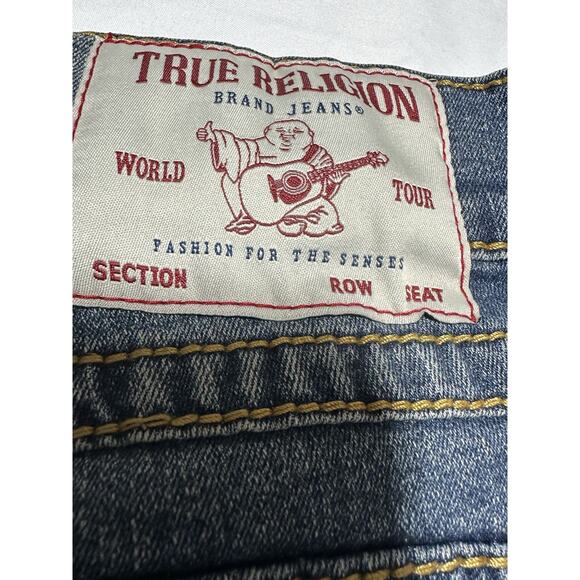 TRUE RELIGION
BRAND JEANS®
WORLD TOUR
FASHION FOR THE SENSES
SECTION ROW SEAT